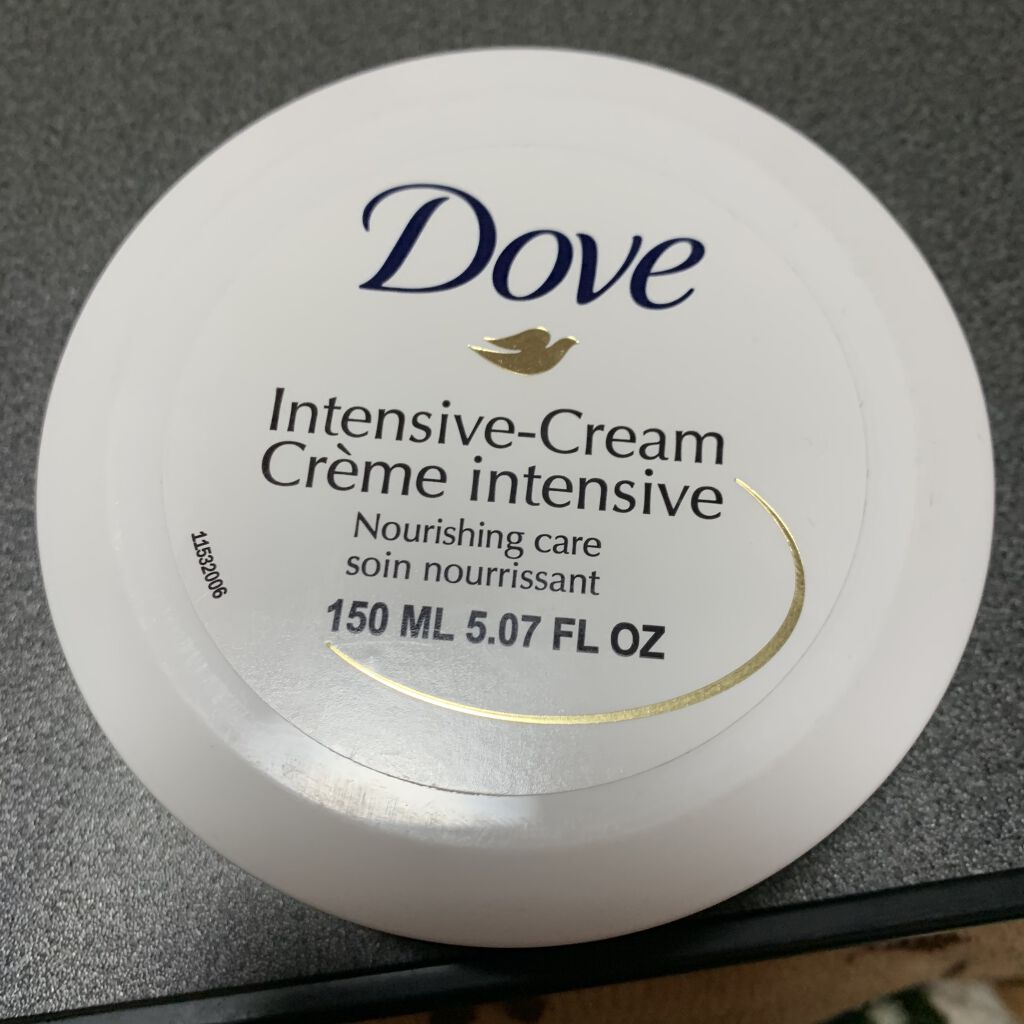 Dove
Intensive-Cream
Crème intensive
Nourishing care
soin nourrissant
150 ML 5.07 FL OZ
11532006